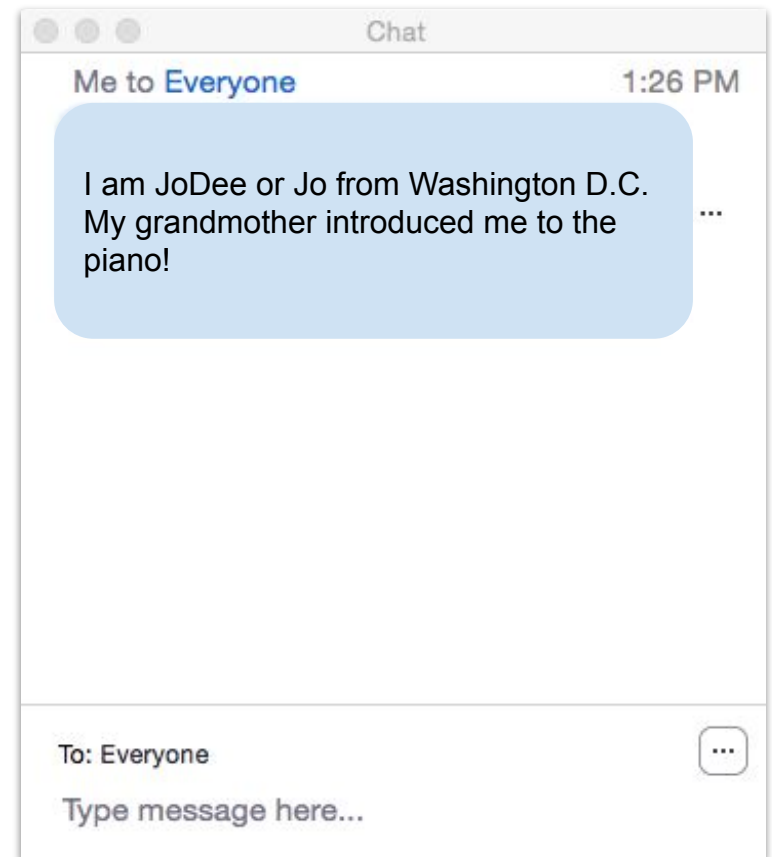 Chat
Me to Everyone 1:26 PM
I am JoDee or Jo from Washington D.C.
My grandmother introduced me to the
piano!
...
To: Everyone
...
Type message here...